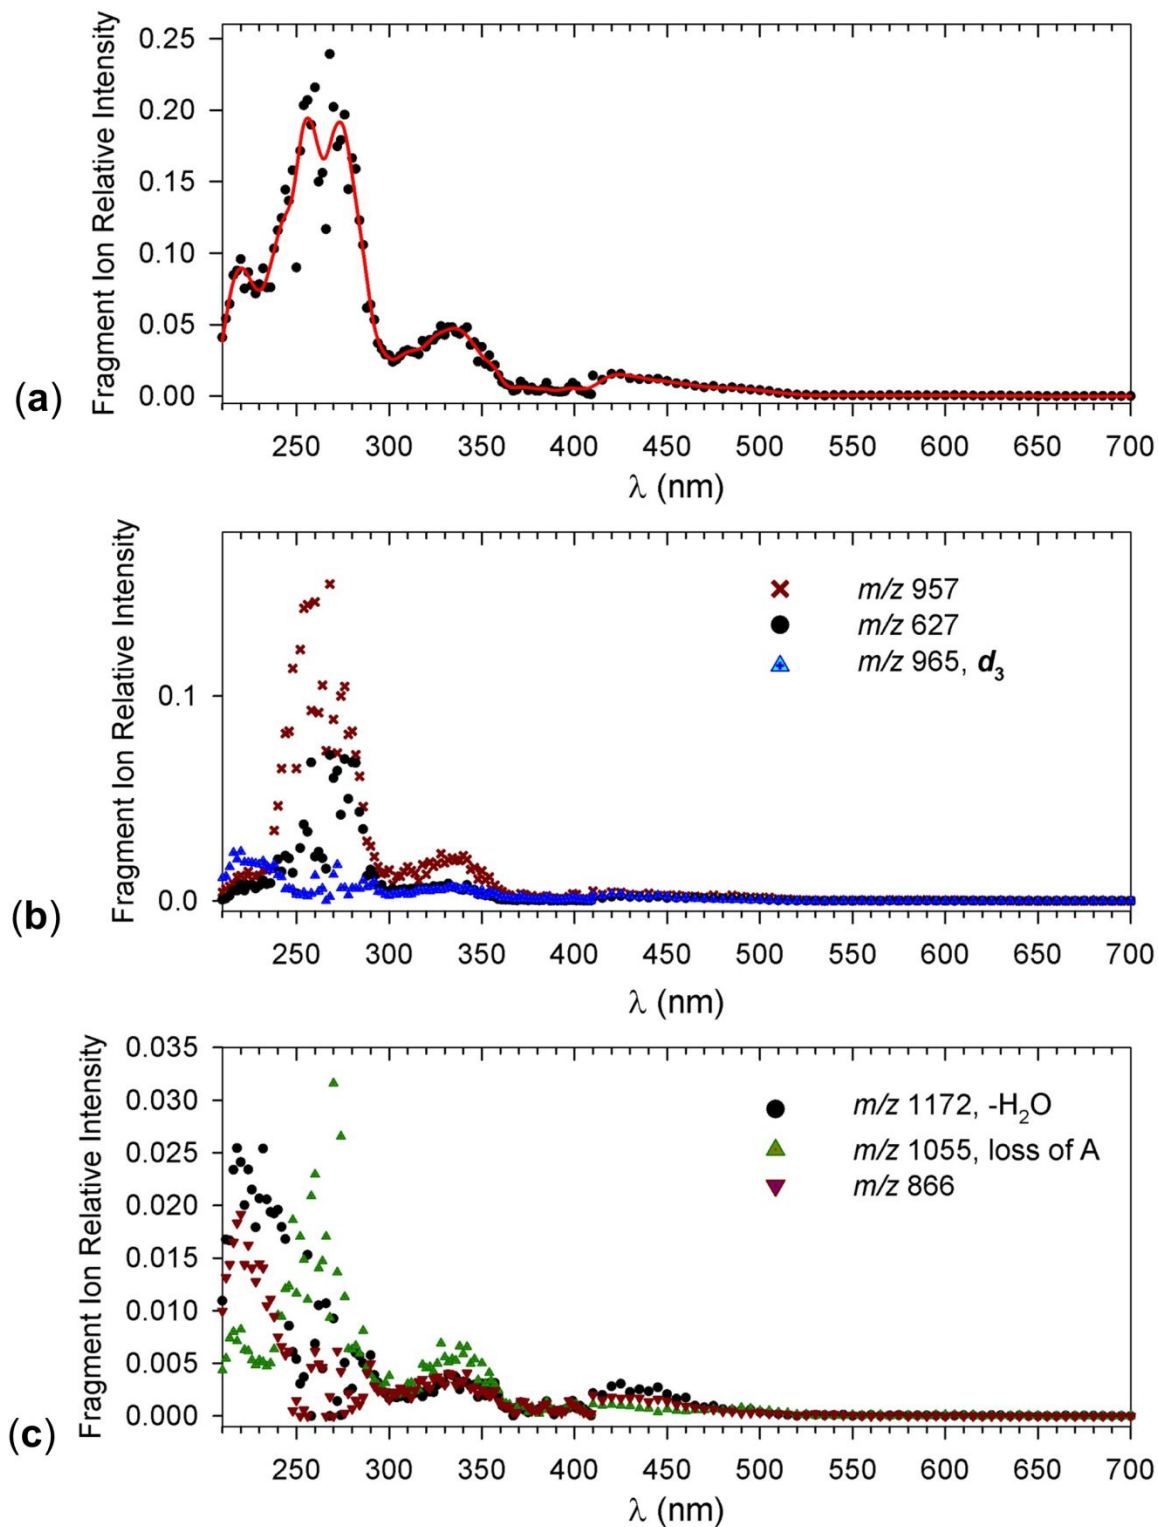 Fragment Ion Relative Intensity
0.25
0.20
0.15
0.10
0.05
0.00
250 300 350 400 450 500 550 600 650 700
λ (nm)
(a)
Fragment Ion Relative Intensity
0.1
0.0
m/z 957
m/z 627
m/z 965, d₃
250 300 350 400 450 500 550 600 650 700
λ (nm)
(b)
Fragment Ion Relative Intensity
0.035
0.030
0.025
0.020
0.015
0.010
0.005
0.000
m/z 1172, -H₂O
m/z 1055, loss of A
m/z 866
250 300 350 400 450 500 550 600 650 700
λ (nm)
(c)